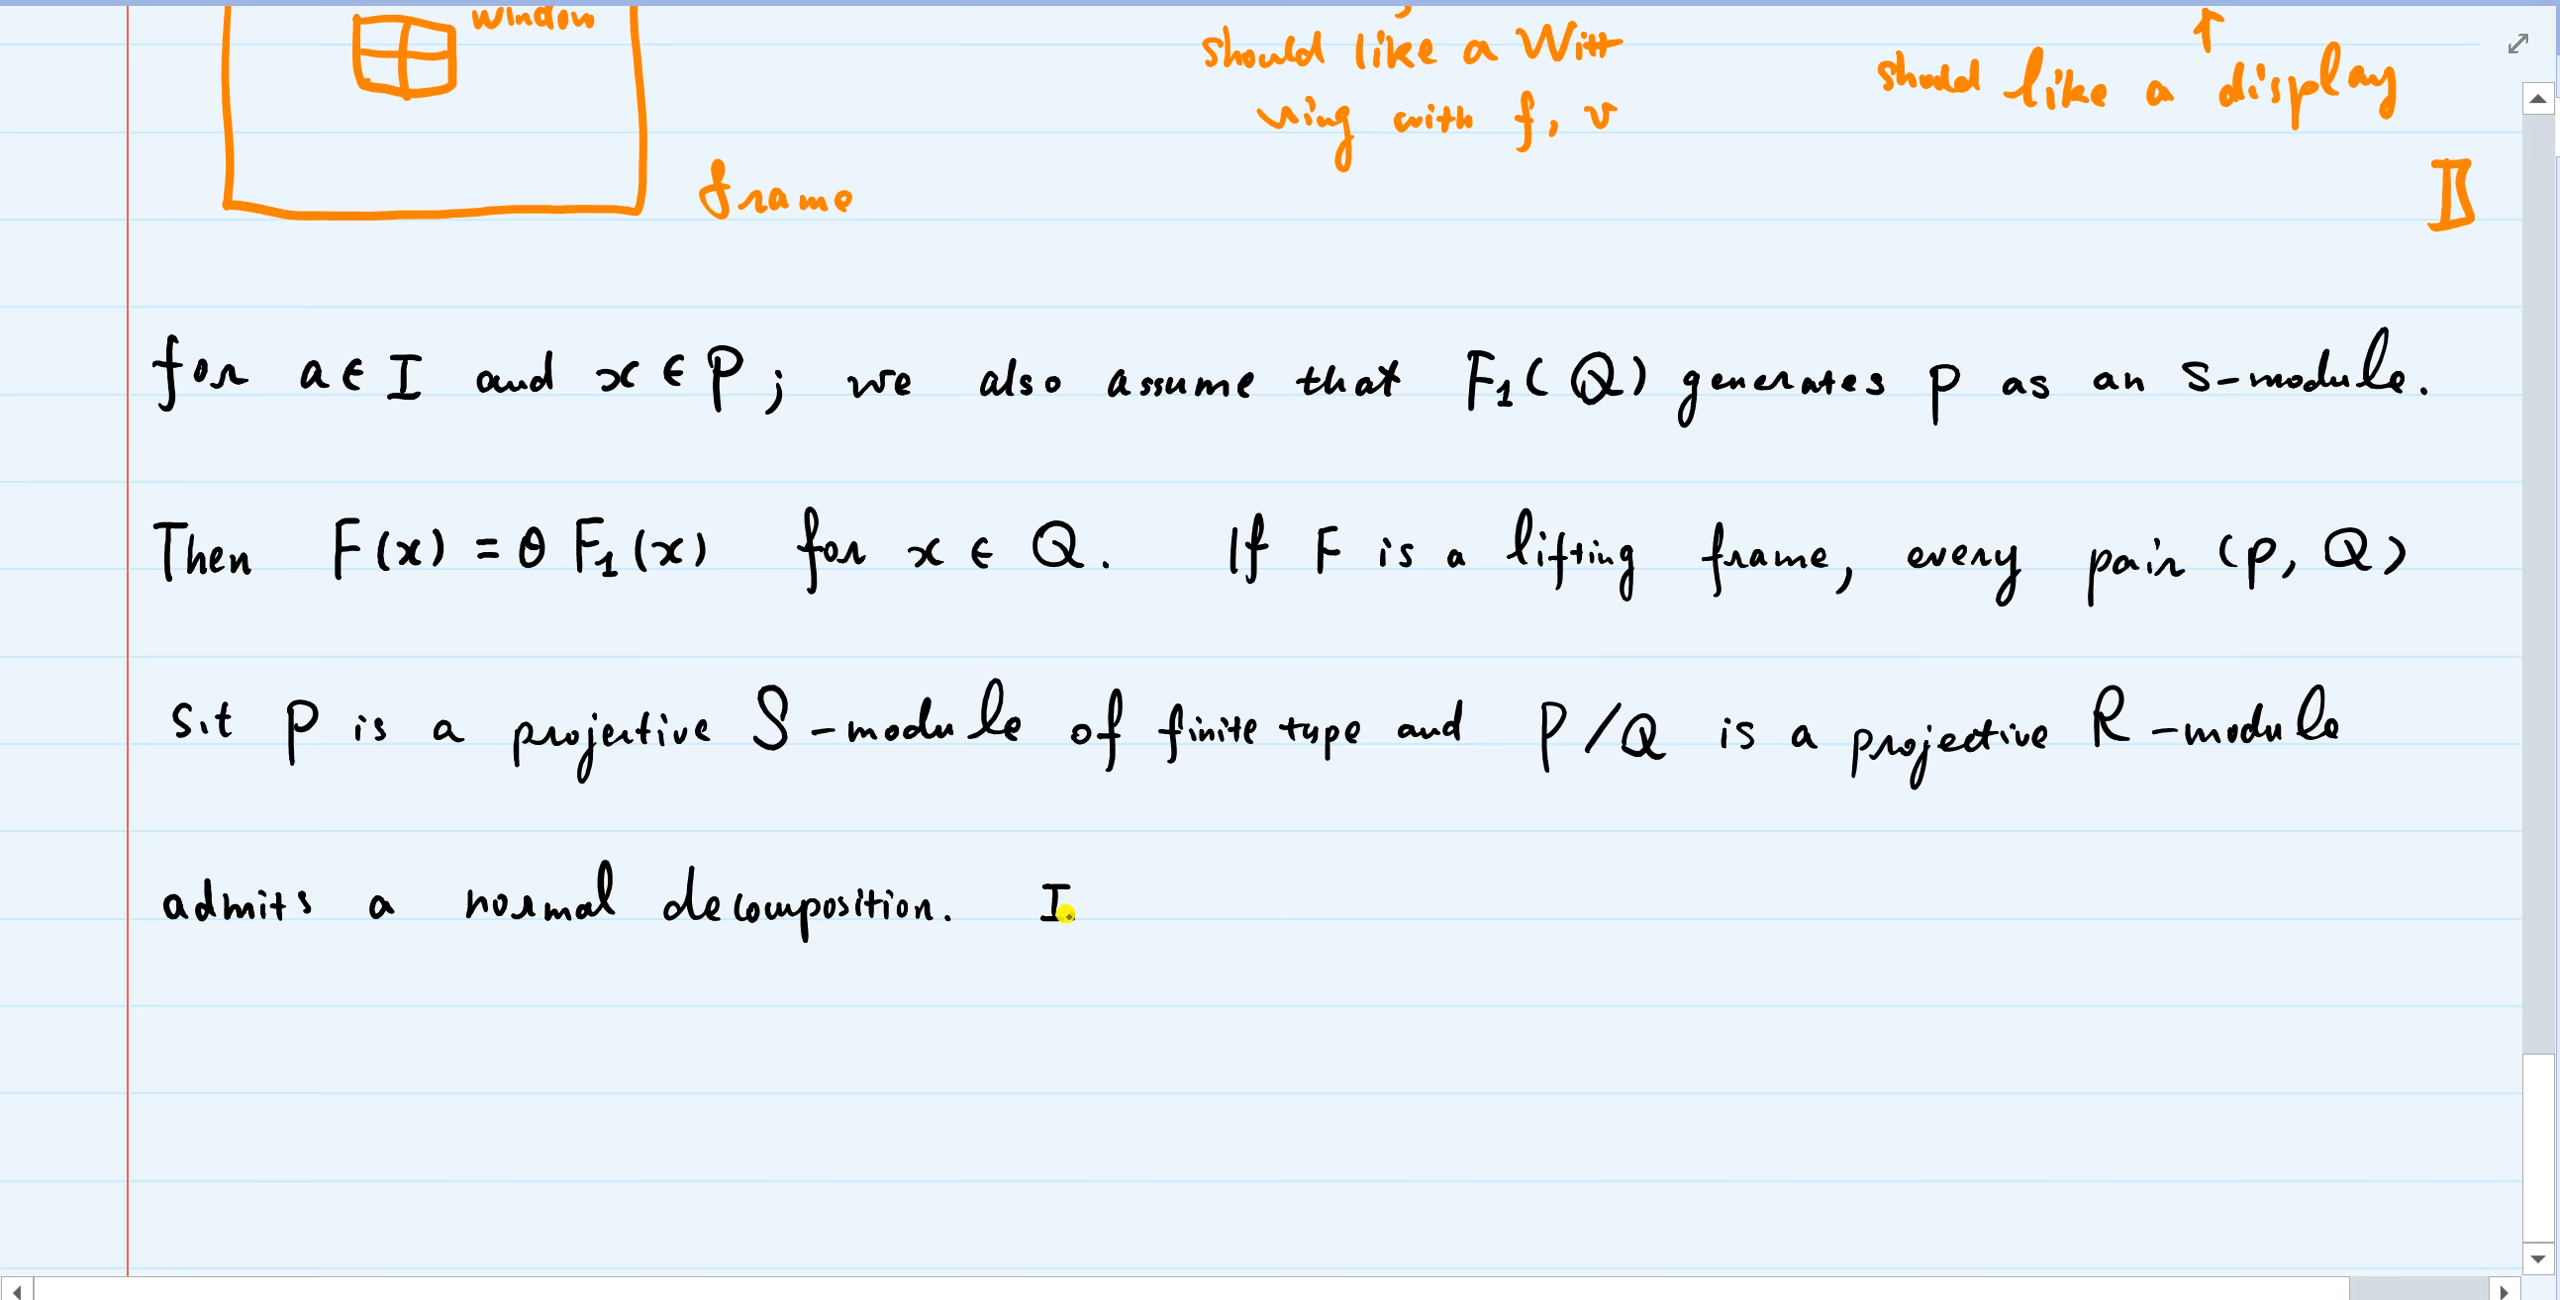 window
should like a Witt
should like a display
ring with f, v
frame
for a ∈ I and x ∈ P; we also assume that F₁(Q) generates P as an S-module.
Then F(x) = θ F₁(x) for x ∈ Q. If F is a lifting frame, every pair (P, Q)
s.t P is a projective S-module of finite type and P/Q is a projective R-module
admits a normal decomposition. I